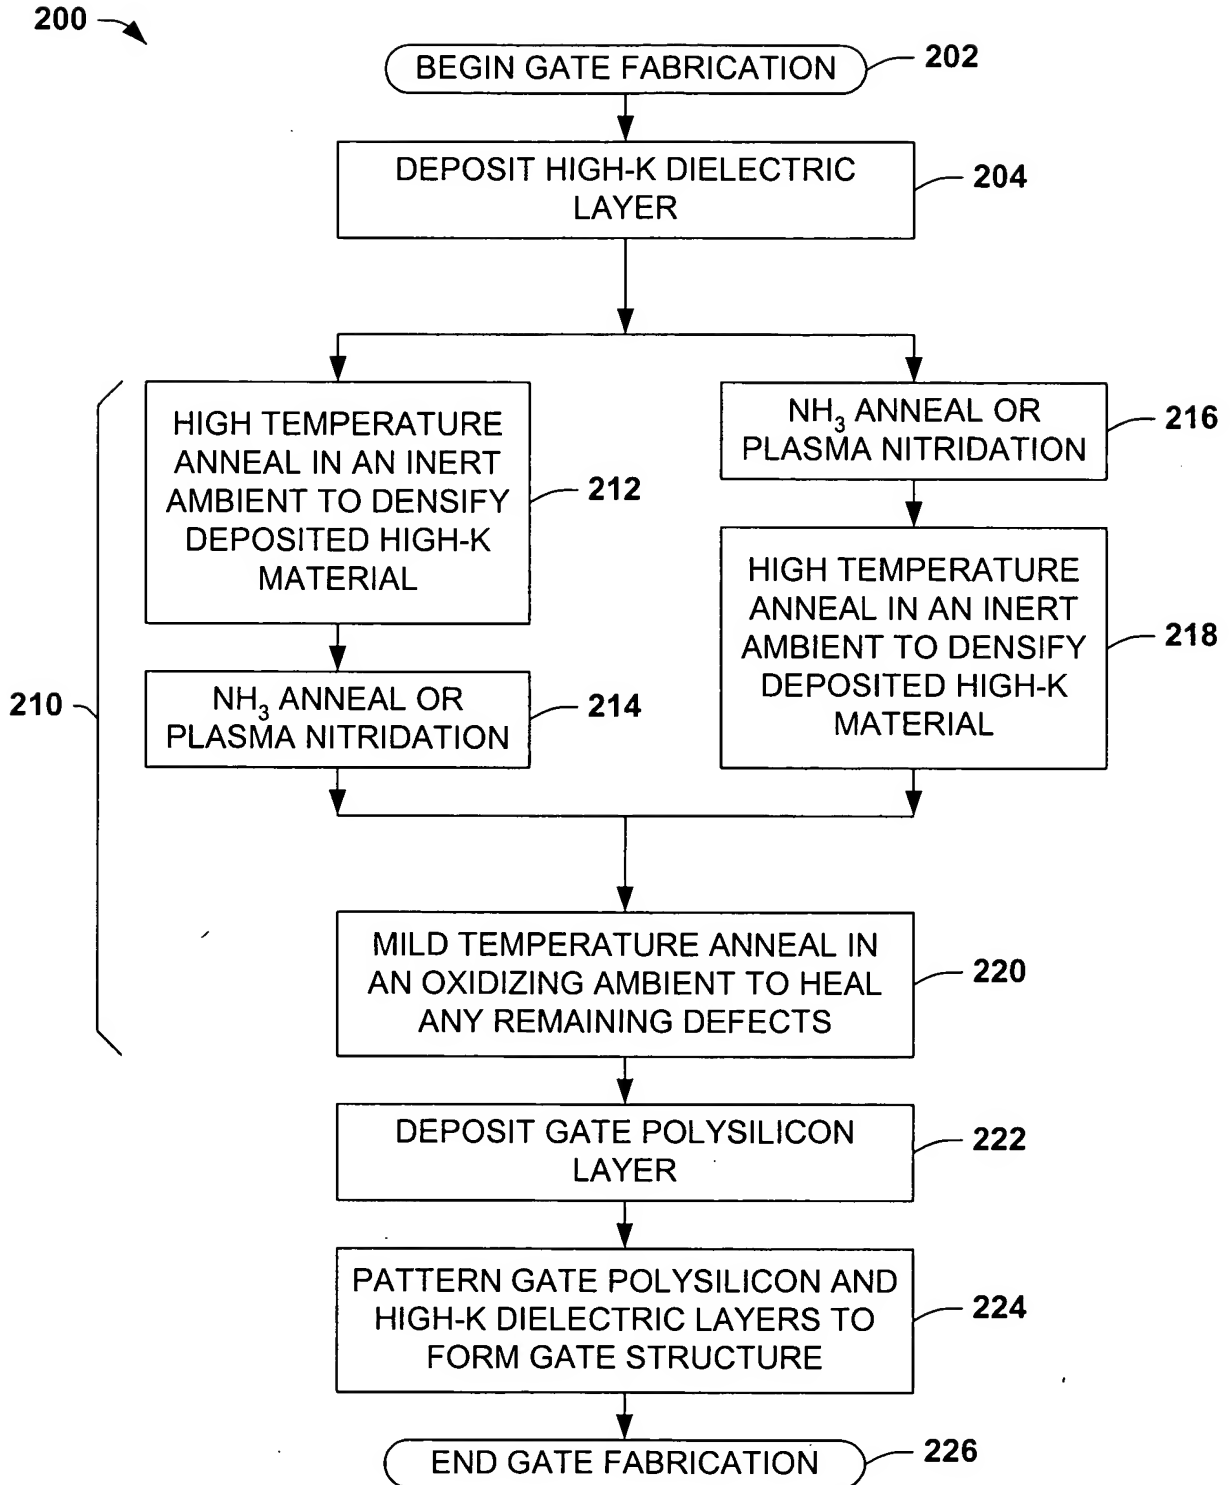 200
BEGIN GATE FABRICATION
202
DEPOSIT HIGH-K DIELECTRIC
LAYER
204
210
HIGH TEMPERATURE
ANNEAL IN AN INERT
AMBIENT TO DENSIFY
DEPOSITED HIGH-K
MATERIAL
212
NH₃ ANNEAL OR
PLASMA NITRIDATION
214
NH₃ ANNEAL OR
PLASMA NITRIDATION
216
HIGH TEMPERATURE
ANNEAL IN AN INERT
AMBIENT TO DENSIFY
DEPOSITED HIGH-K
MATERIAL
218
MILD TEMPERATURE ANNEAL IN
AN OXIDIZING AMBIENT TO HEAL
ANY REMAINING DEFECTS
220
DEPOSIT GATE POLYSILICON
LAYER
222
PATTERN GATE POLYSILICON AND
HIGH-K DIELECTRIC LAYERS TO
FORM GATE STRUCTURE
224
END GATE FABRICATION
226